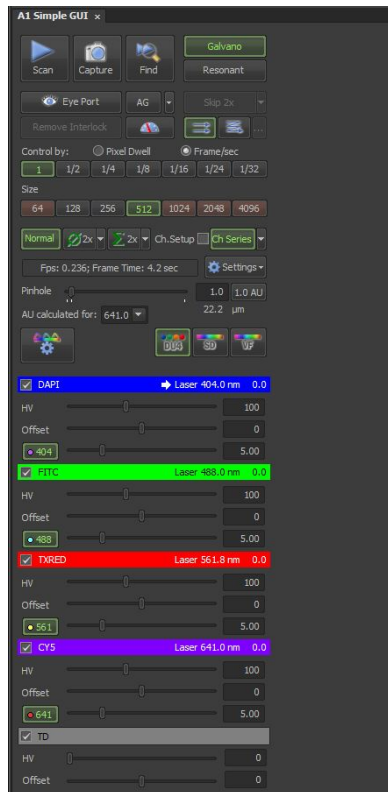 A1 Simple GUI ×
Scan Capture Find Galvano
Resonant
Eye Port AG Skip 2x
Remove Interlock ...
Control by: Pixel Dwell Frame/sec
1 1/2 1/4 1/8 1/16 1/24 1/32
Size
64 128 256 512 1024 2048 4096
Normal 2x 2x Ch.Setup Ch Series
Fps: 0.236; Frame Time: 4.2 sec Settings
Pinhole 1.0 1.0 AU
AU calculated for: 641.0 22.2 µm
DU4 SD VF
DAPI Laser 404.0 nm 0.0
HV 100
Offset 0
404 5.00
FITC Laser 488.0 nm 0.0
HV 100
Offset 0
488 5.00
TXRED Laser 561.8 nm 0.0
HV 100
Offset 0
561 5.00
CY5 Laser 641.0 nm 0.0
HV 100
Offset 0
641 5.00
TD
HV 0
Offset 0